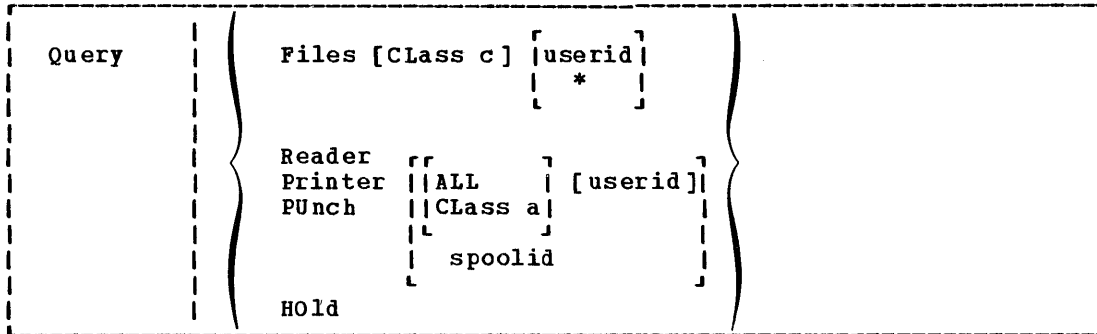 Query Files [CLass c] [userid]
*
Reader
Printer [[ALL ] [userid]]
PUnch [[CLass a]
spoolid
HOld